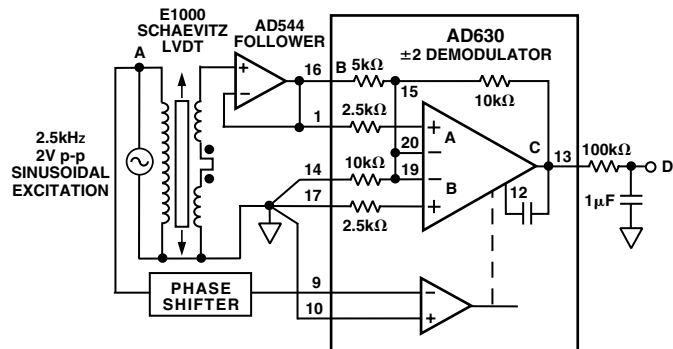 E1000
SCHAEVITZ
LVDT
A
AD544
FOLLOWER
+
–
2.5kHz
2V p-p
SINUSOIDAL
EXCITATION
PHASE
SHIFTER
AD630
±2 DEMODULATOR
16
B
5kΩ
15
10kΩ
1
2.5kΩ
+
A
20
–
14
10kΩ
19
–
B
17
2.5kΩ
+
12
C
13
100kΩ
D
1μF
9
–
10
+